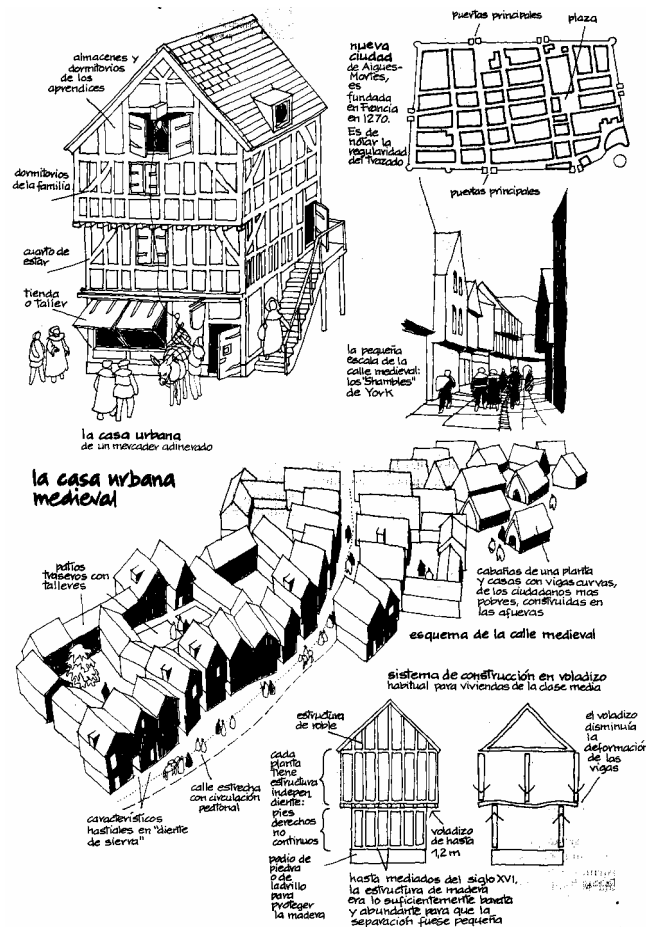 almacenes y
dormitorios
de los
aprendices
dormitorios
de la familia
cuarto de
estar
tienda
o taller
la casa urbana
de un mercader adinerado
puertas principales
plaza
nueva
ciudad
de Aigues-
Mortes,
es
fundada
en Francia
en 1270.
Es de
notar la
regularidad
del trazado
puertas principales
la pequeña
escala de la
calle medieval:
los "Shambles"
de York
la casa urbana
medieval
patios
traseros con
talleres
cabañas de una planta
y casas con vigas curvas,
de los ciudadanos mas
pobres, construidas en
las afueras
esquema de la calle medieval
calle estrecha
con circulación
peatonal
característicos
hastiales en "diente
de sierra"
sistema de construcción en voladizo
habitual para viviendas de la clase media
estructura
de roble
cada
planta
tiene
estructura
indepen
diente:
pies
derechos
no
continuos
podio de
piedra
o de
ladrillo
para
proteger
la madera
voladizo
de hasta
1,2 m
el voladizo
disminuía
la
deformación
de las
vigas
hasta mediados del siglo XVI,
la estructura de madera
era lo suficientemente barata
y abundante para que la
separación fuese pequeña